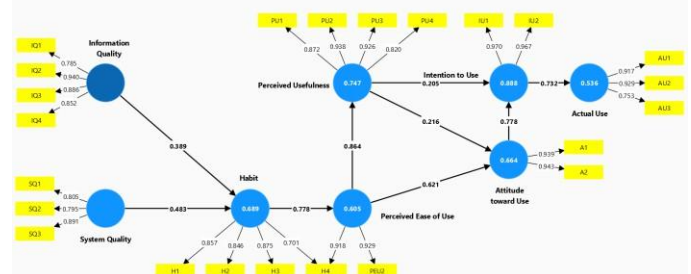 PU1 PU2 PU3 PU4 IU1 IU2
Information
Quality
IQ1
IQ2
IQ3
IQ4
0.785
0.940
0.886
0.852
0.872 0.938 0.926 0.820
0.970 0.967
Perceived Usefulness
0.747
Intention to Use
0.205
0.888
0.732
0.536
Actual Use
0.917
0.929
0.753
AU1
AU2
AU3
0.389
0.864
0.216
0.778
0.621
0.664
0.939
0.943
A1
A2
Attitude
toward Use
SQ1
SQ2
SQ3
0.805
0.795
0.891
System Quality
0.483
Habit
0.689
0.778
0.605
Perceived Ease of Use
0.857 0.846 0.875 0.701
0.918 0.929
H1 H2 H3 H4 PEU2